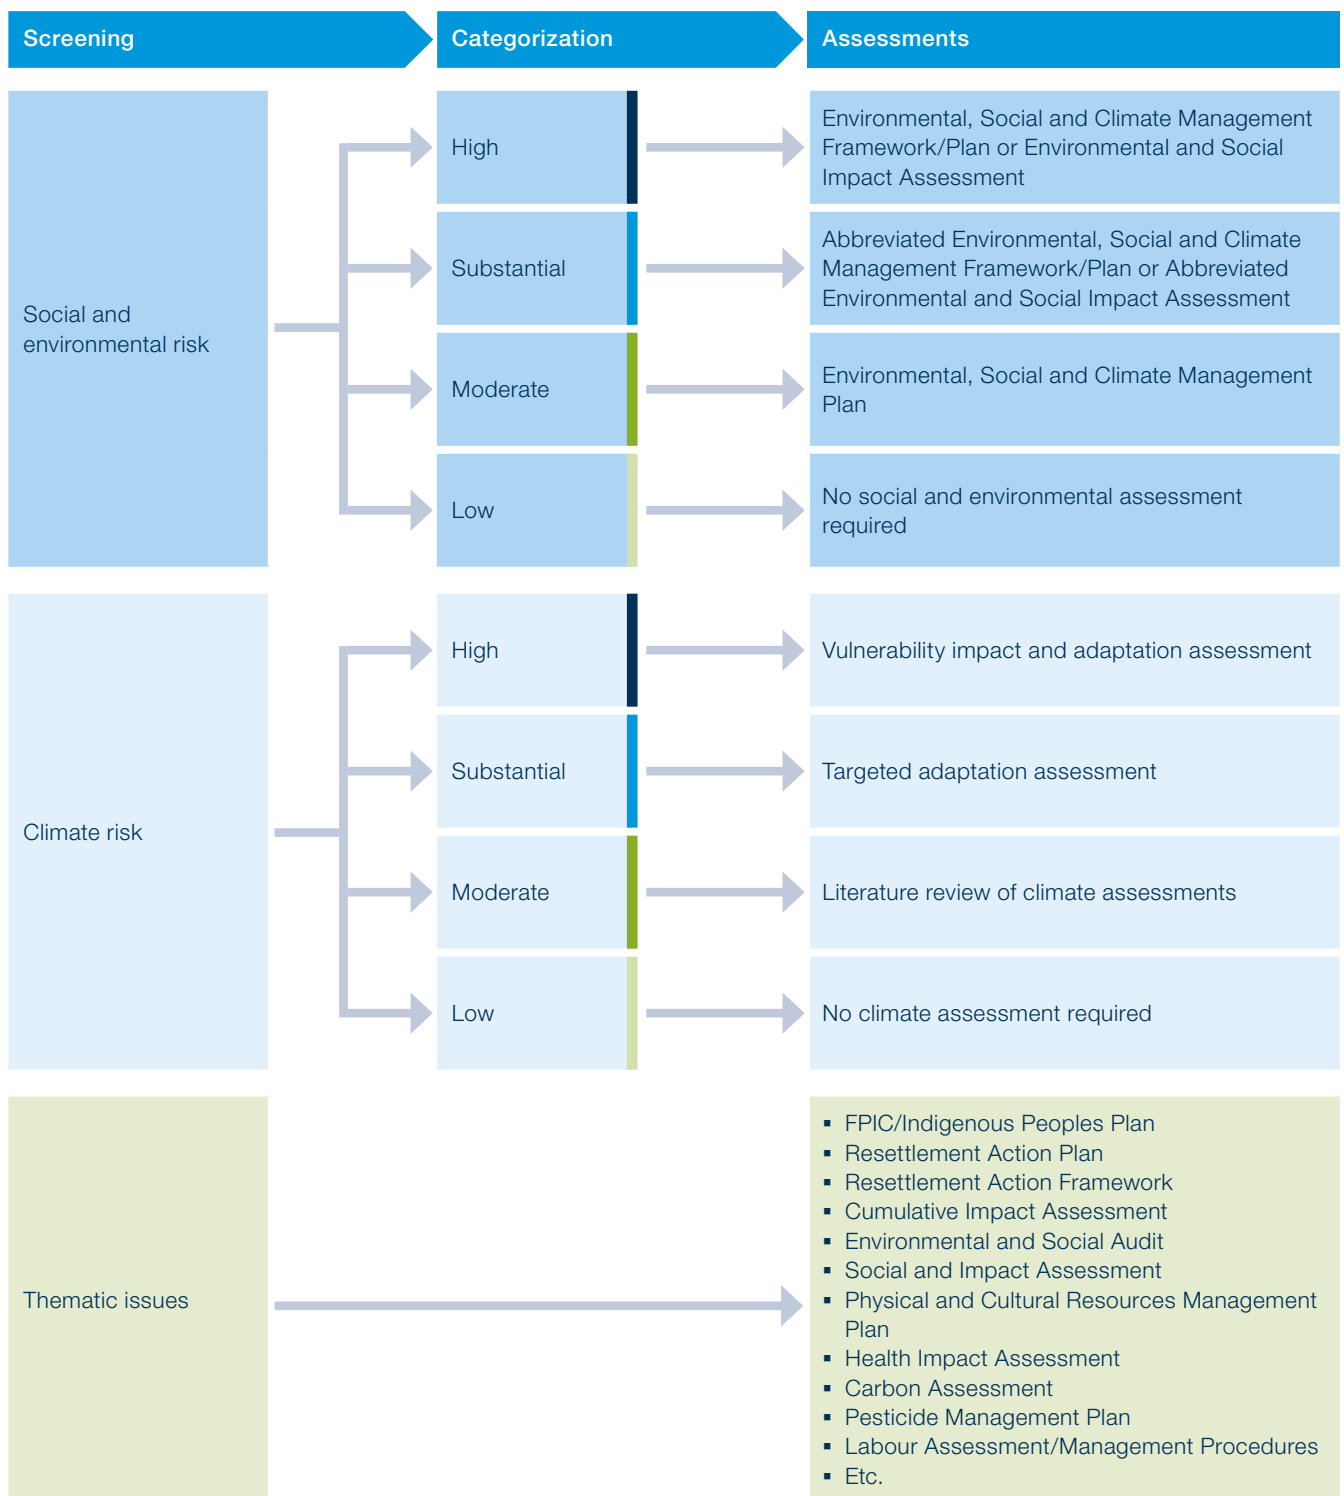 Screening
Categorization
Assessments
Social and
environmental risk
High
Environmental, Social and Climate Management
Framework/Plan or Environmental and Social
Impact Assessment
Substantial
Abbreviated Environmental, Social and Climate
Management Framework/Plan or Abbreviated
Environmental and Social Impact Assessment
Moderate
Environmental, Social and Climate Management
Plan
Low
No social and environmental assessment
required
Climate risk
High
Vulnerability impact and adaptation assessment
Substantial
Targeted adaptation assessment
Moderate
Literature review of climate assessments
Low
No climate assessment required
Thematic issues
▪ FPIC/Indigenous Peoples Plan
▪ Resettlement Action Plan
▪ Resettlement Action Framework
▪ Cumulative Impact Assessment
▪ Environmental and Social Audit
▪ Social and Impact Assessment
▪ Physical and Cultural Resources Management
Plan
▪ Health Impact Assessment
▪ Carbon Assessment
▪ Pesticide Management Plan
▪ Labour Assessment/Management Procedures
▪ Etc.